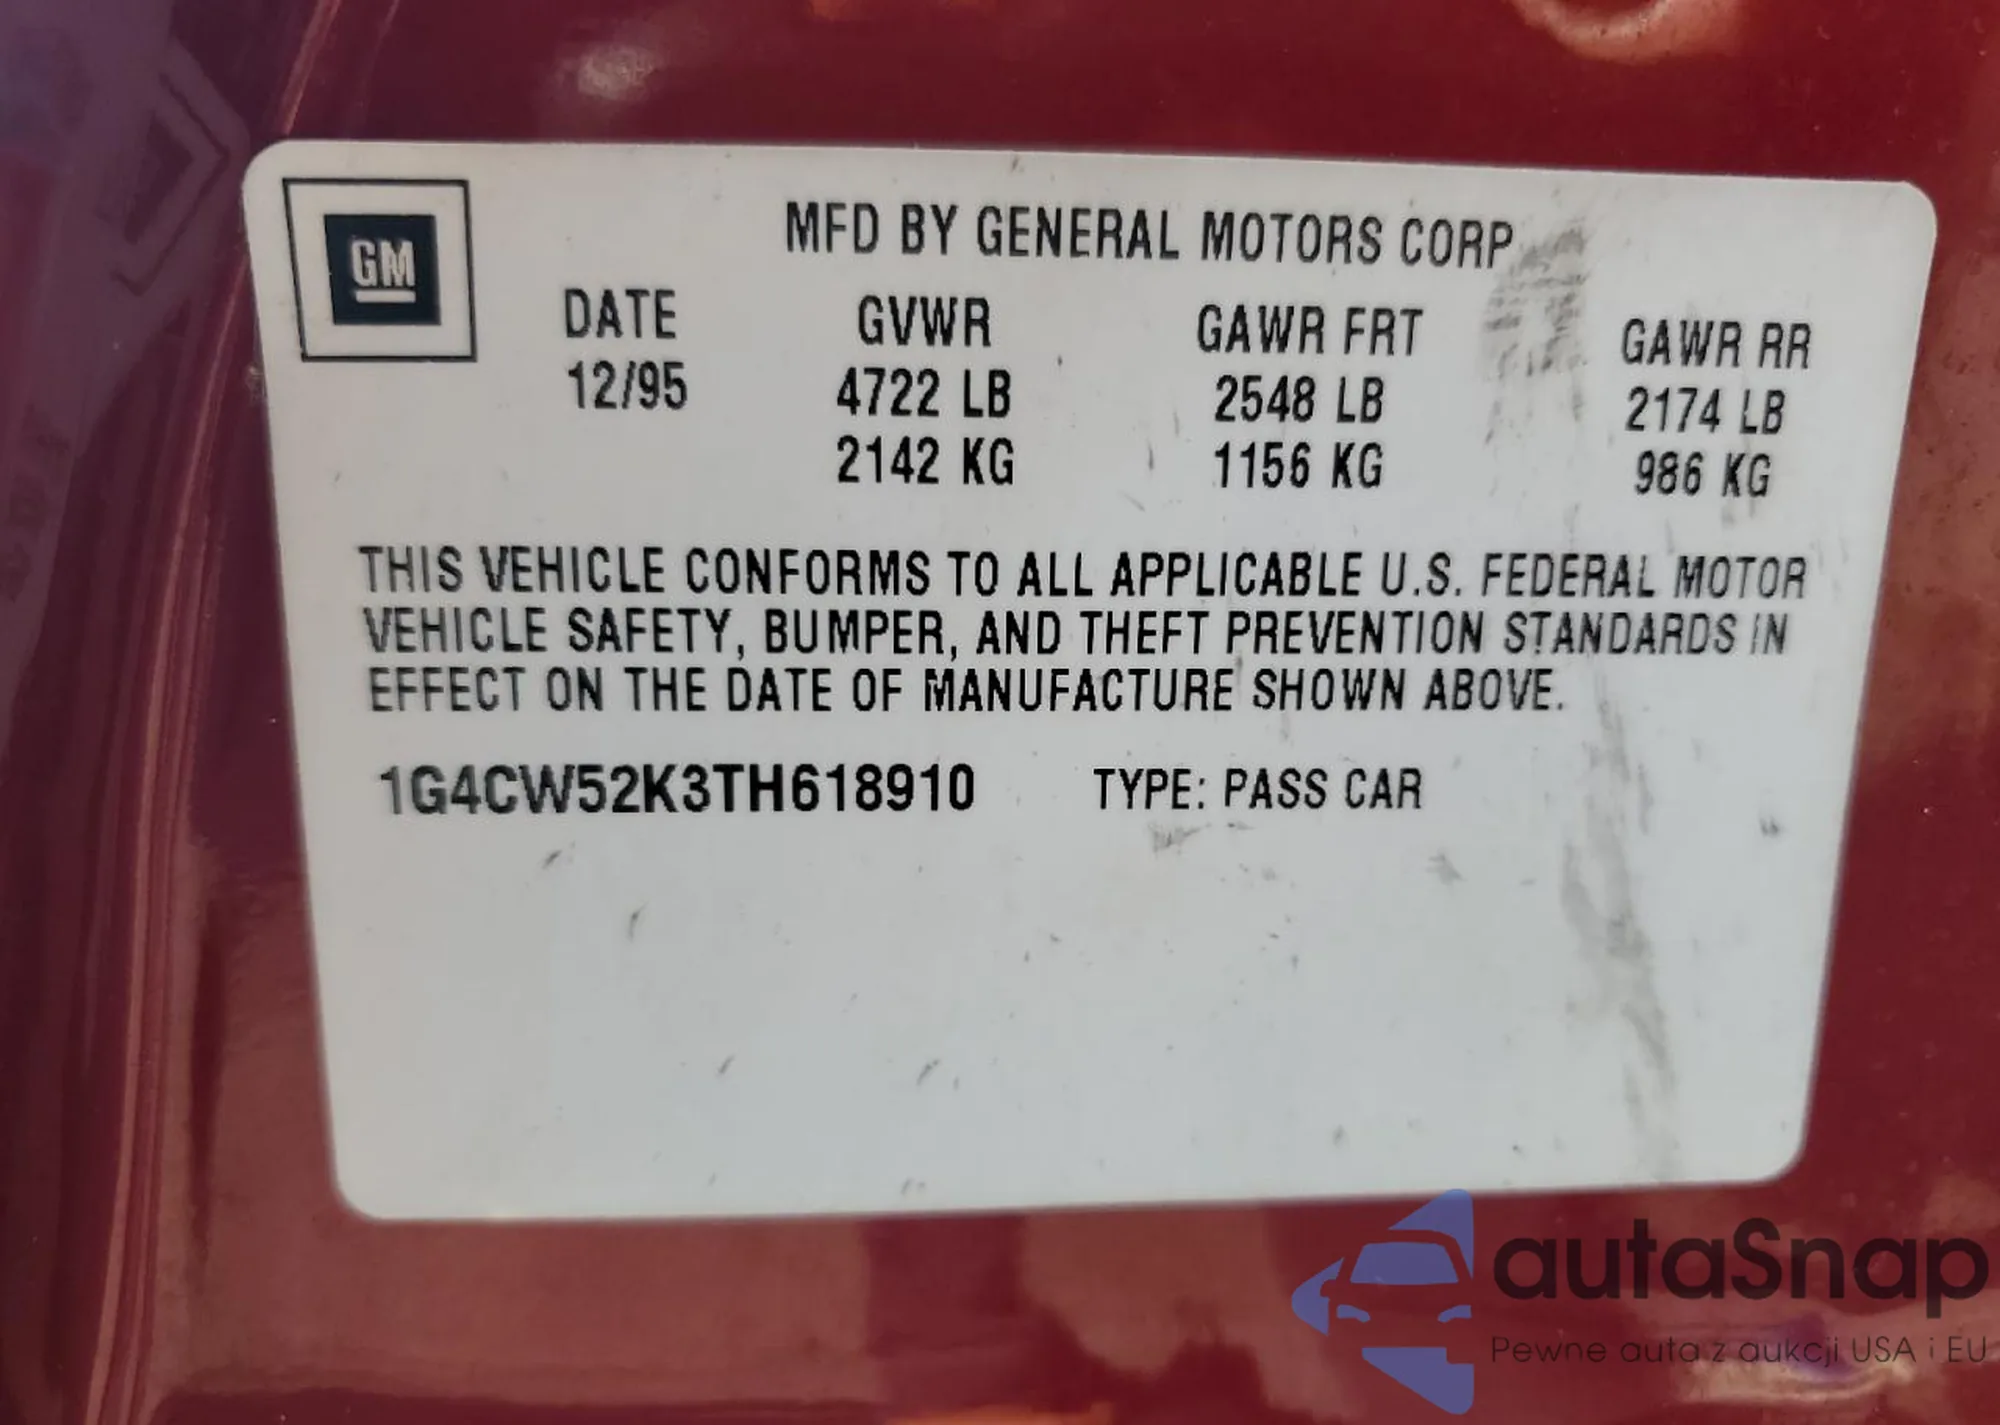 GM
MFD BY GENERAL MOTORS CORP
DATE GVWR GAWR FRT GAWR RR
12/95 4722 LB 2548 LB 2174 LB
2142 KG 1156 KG 986 KG
THIS VEHICLE CONFORMS TO ALL APPLICABLE U.S. FEDERAL MOTOR
VEHICLE SAFETY, BUMPER, AND THEFT PREVENTION STANDARDS IN
EFFECT ON THE DATE OF MANUFACTURE SHOWN ABOVE.
1G4CW52K3TH618910 TYPE: PASS CAR
autaSnap
Pewne auta z aukcji USA i EU